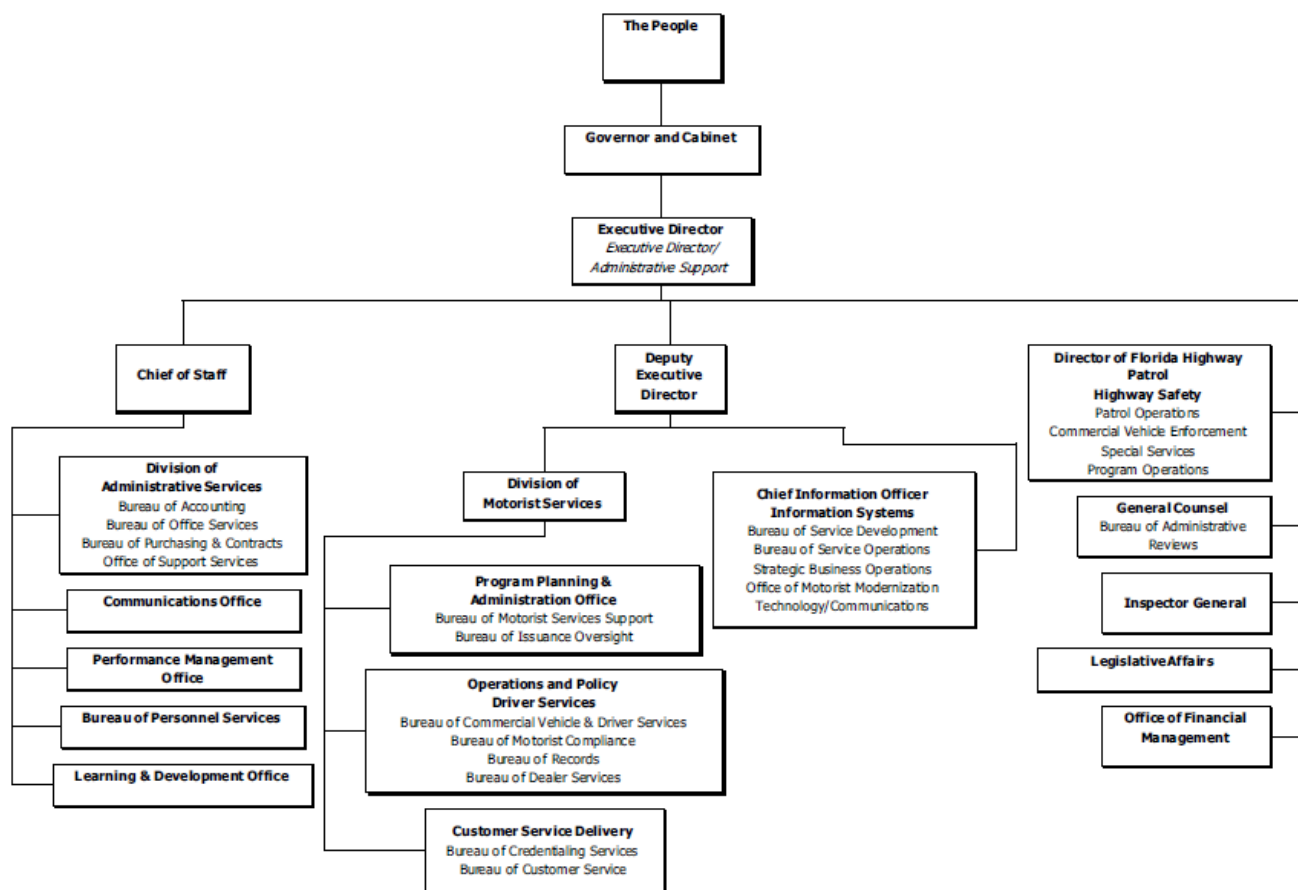 The People
Governor and Cabinet
Executive Director
Executive Director/
Administrative Support
Chief of Staff
Division of
Administrative Services
Bureau of Accounting
Bureau of Office Services
Bureau of Purchasing & Contracts
Office of Support Services
Communications Office
Performance Management
Office
Bureau of Personnel Services
Learning & Development Office
Deputy
Executive
Director
Division of
Motorist Services
Program Planning &
Administration Office
Bureau of Motorist Services Support
Bureau of Issuance Oversight
Operations and Policy
Driver Services
Bureau of Commercial Vehicle & Driver Services
Bureau of Motorist Compliance
Bureau of Records
Bureau of Dealer Services
Customer Service Delivery
Bureau of Credentialing Services
Bureau of Customer Service
Chief Information Officer
Information Systems
Bureau of Service Development
Bureau of Service Operations
Strategic Business Operations
Office of Motorist Modernization
Technology/Communications
Director of Florida Highway
Patrol
Highway Safety
Patrol Operations
Commercial Vehicle Enforcement
Special Services
Program Operations
General Counsel
Bureau of Administrative
Reviews
Inspector General
Legislative Affairs
Office of Financial
Management